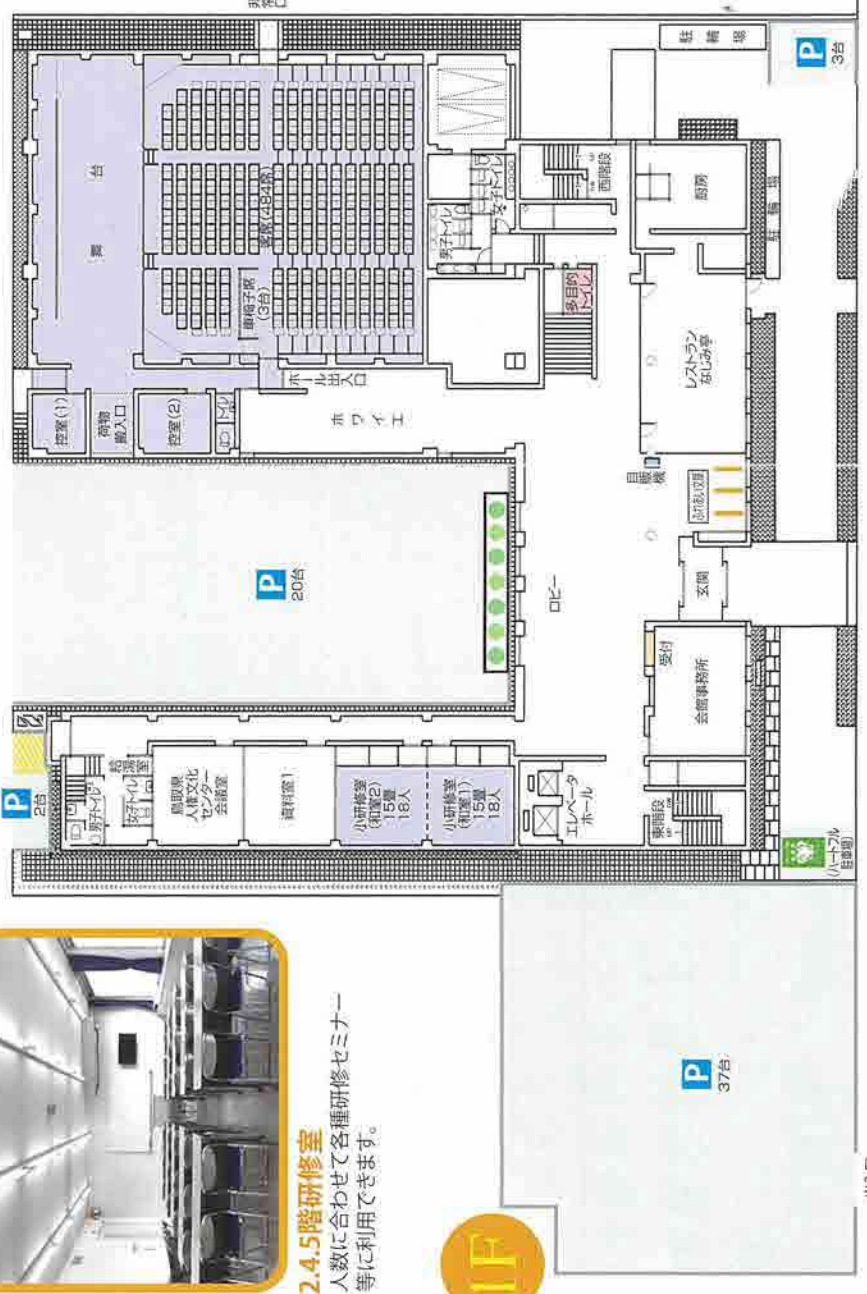 2.4.5階研修室
人数に合わせて各種研修セミナー
等に利用できます。
1F
P
2台
男子トイレ
女子トイレ
給湯室
鳥取県
人権文化
センター
会議室
資料室1
小研修室
(和室2)
15畳
18人
小研修室
(和室1)
15畳
18人
エレベータ
ホール
東階段
(ハートフル
駐車場)
P
37台
P
20台
ロビー
受付
会館事務所
玄関
ふれあい文庫
自販機
レストラン
なじみ亭
厨房
駐輪場
控室(1)
荷物
搬入口
控室(2)
トイレ
ホワイエ
ホール出入口
舞台
客席(484席)
車椅子席
(3台)
男子トイレ
女子トイレ
多目的
トイレ
西階段
駐輪場
P
3台